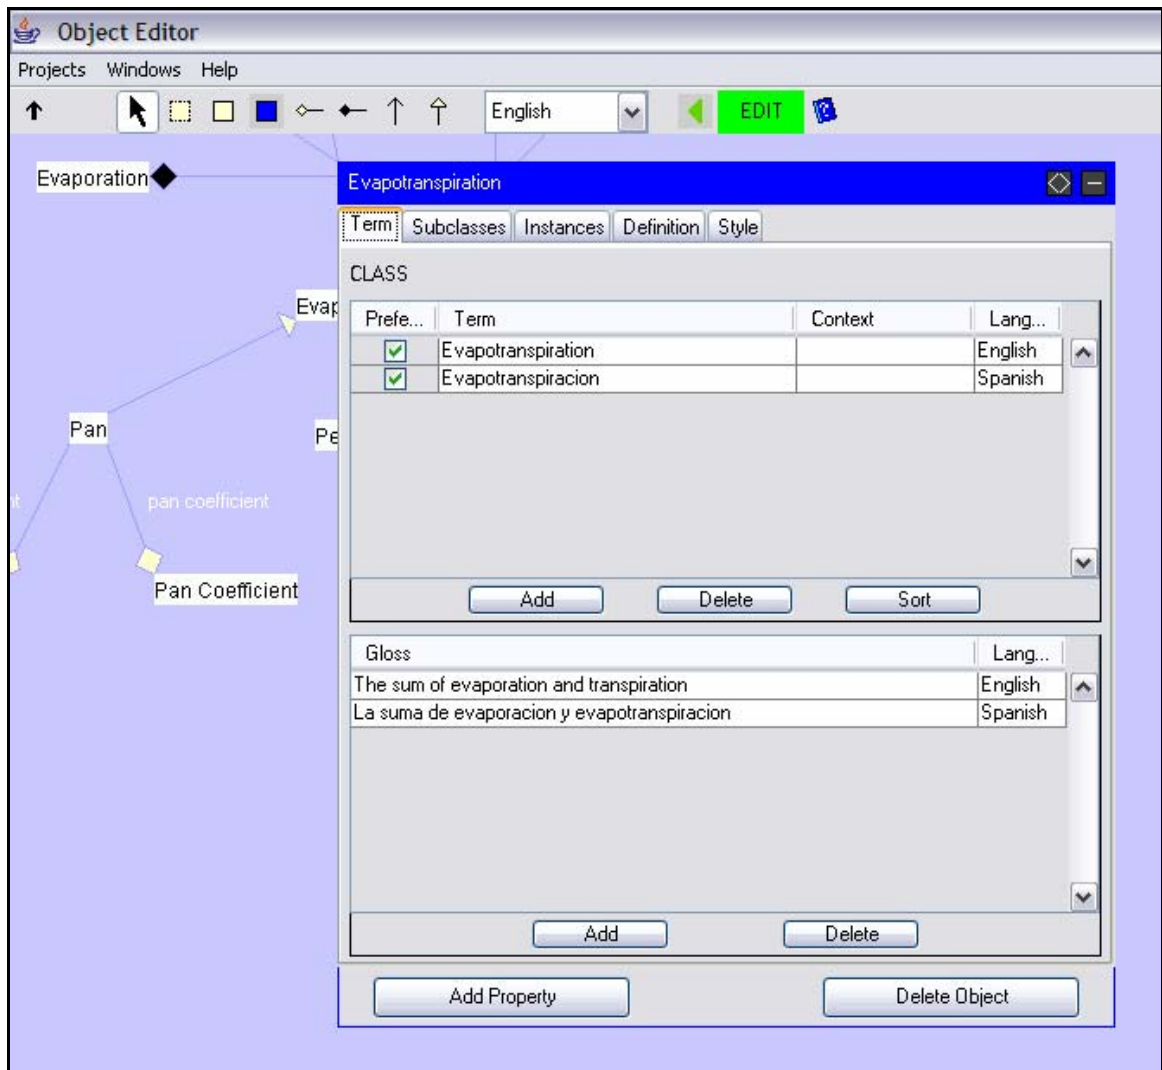 Object Editor
Projects Windows Help
English EDIT
Evaporation
Evapotranspiration
Term Subclasses Instances Definition Style
CLASS
Evap
Prefe... Term Context Lang...
Evapotranspiration English
Evapotranspiracion Spanish
Pan
Pe
nt pan coefficient
Pan Coefficient
Add Delete Sort
Gloss Lang...
The sum of evaporation and transpiration English
La suma de evaporacion y evapotranspiracion Spanish
Add Delete
Add Property Delete Object